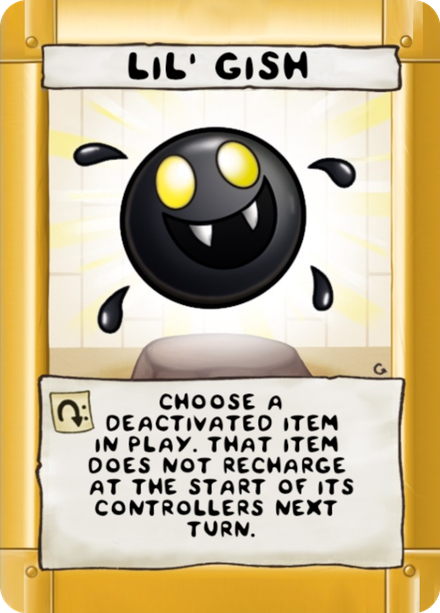 LIL' GISH
G
CHOOSE A
DEACTIVATED ITEM
IN PLAY. THAT ITEM
DOES NOT RECHARGE
AT THE START OF ITS
CONTROLLERS NEXT
TURN.